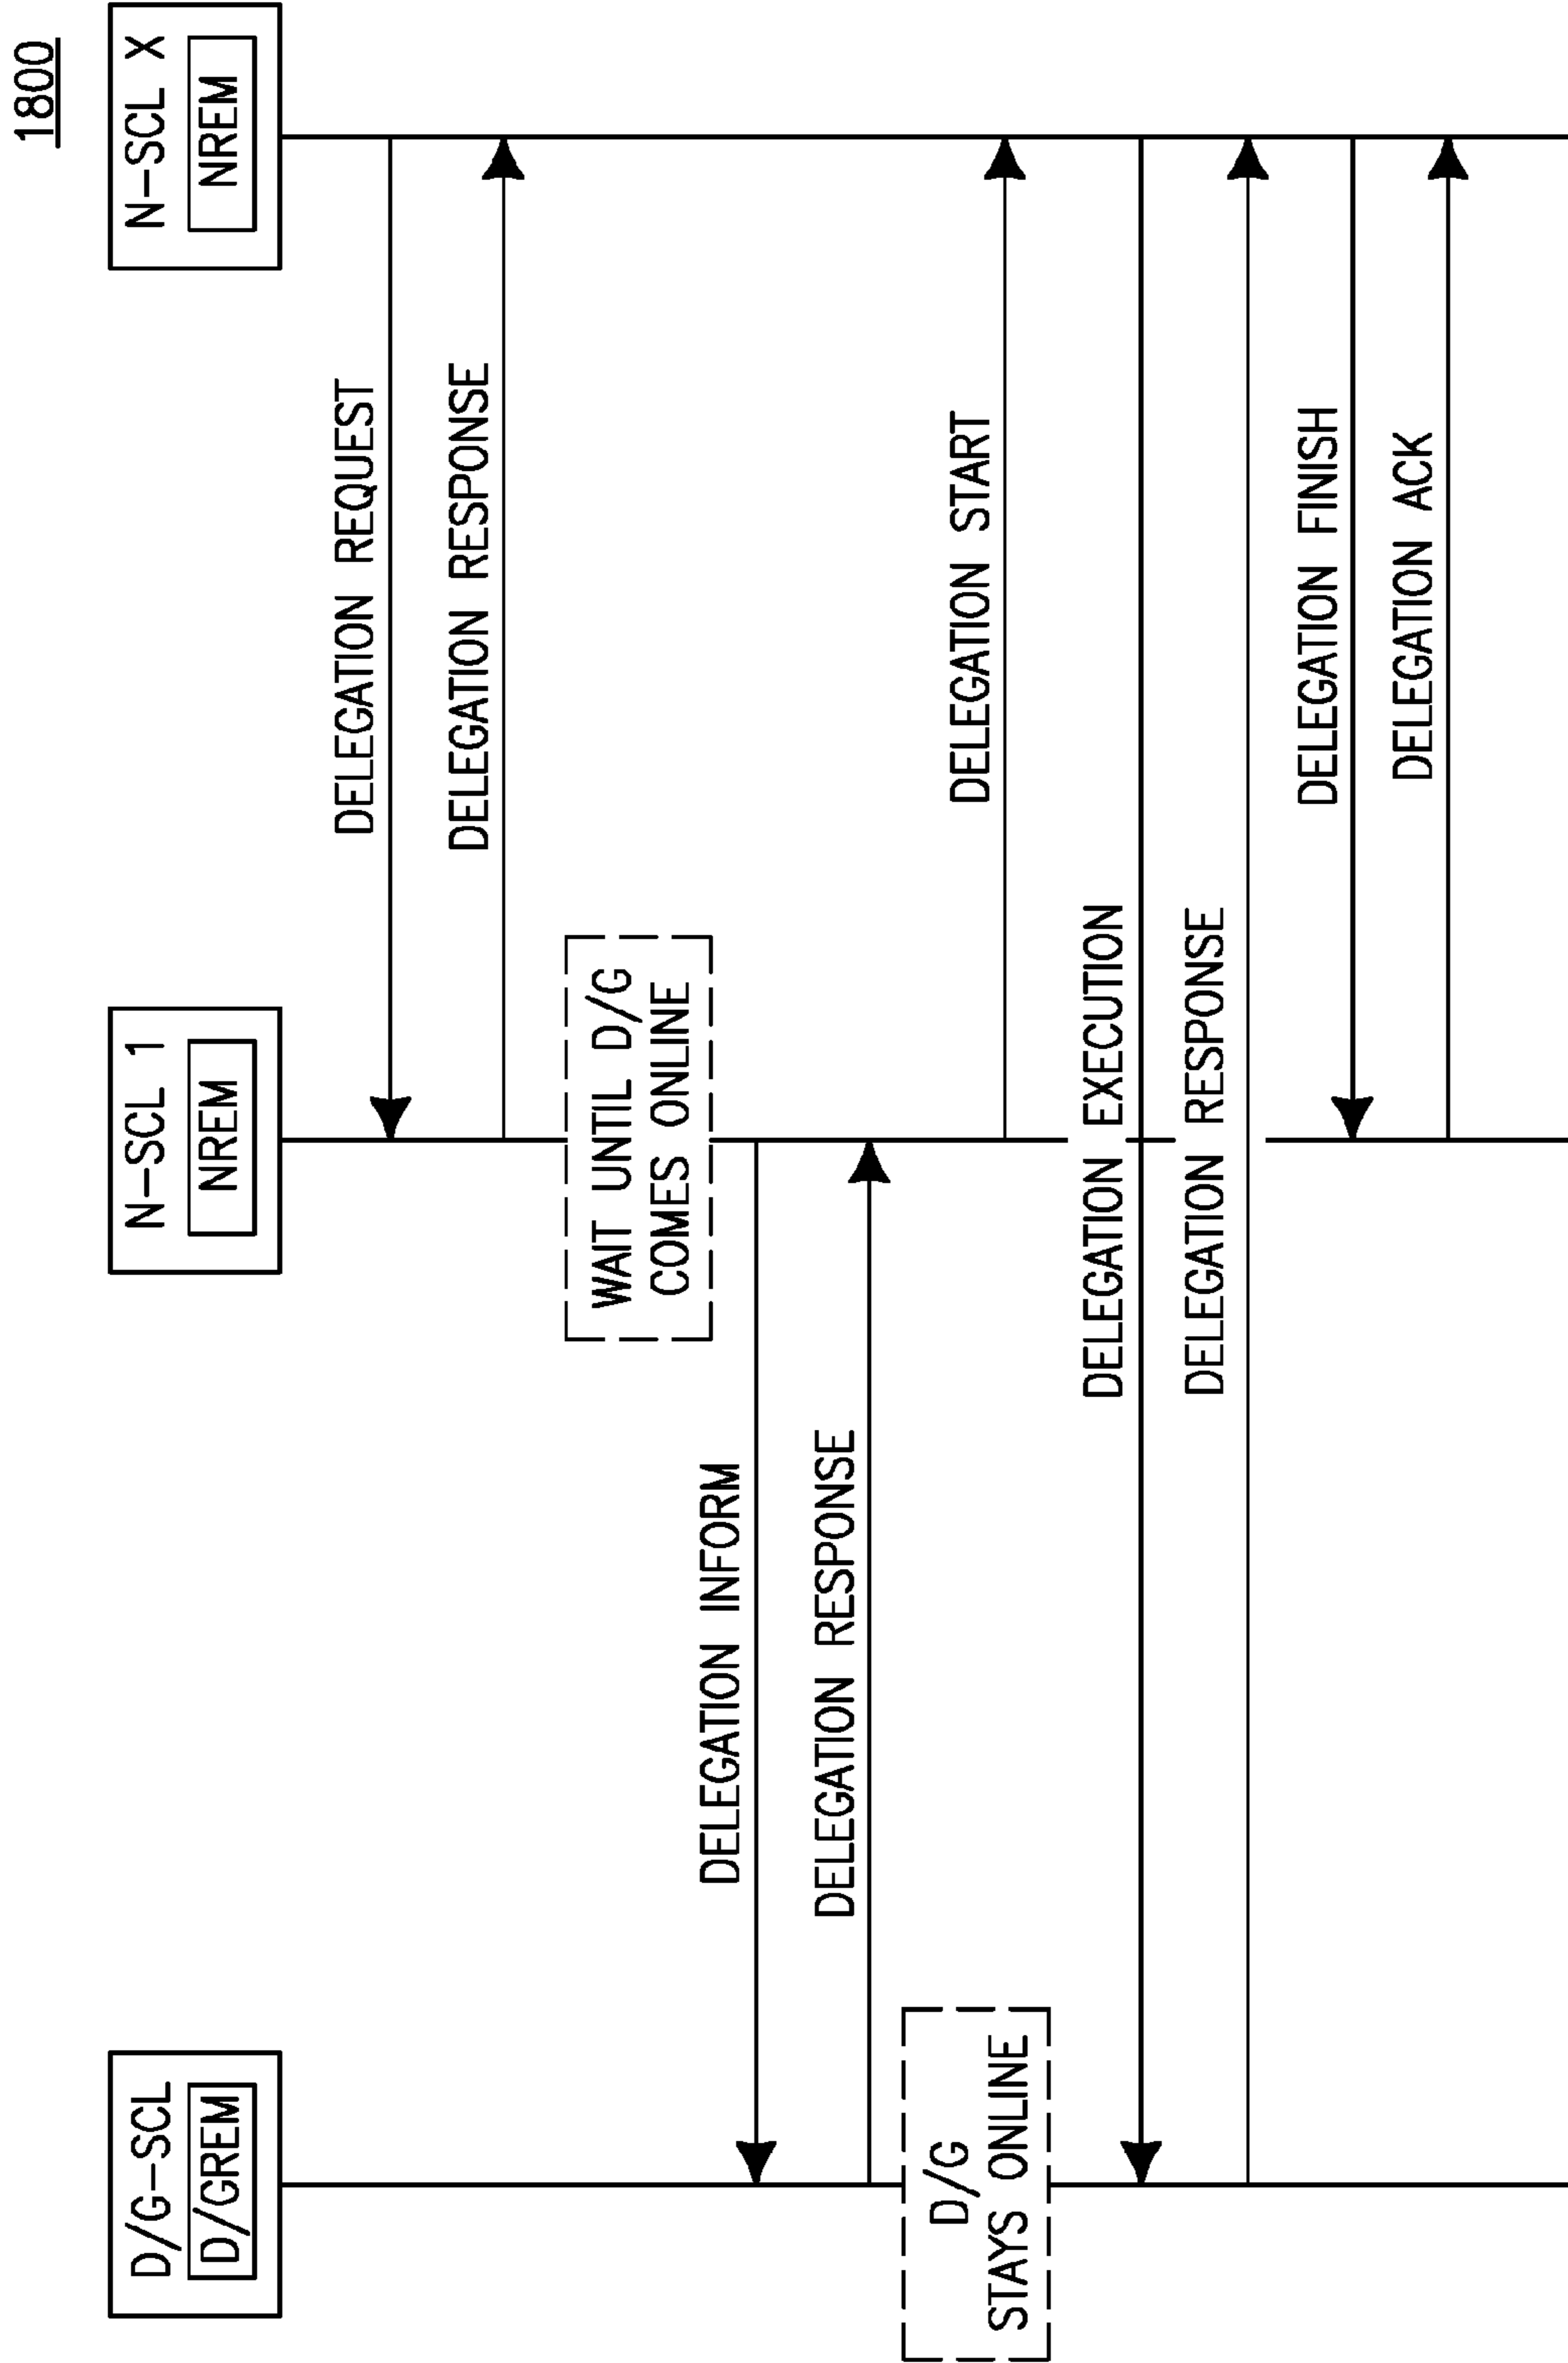 1800
D/G-SCL
D/GREM
N-SCL 1
NREM
N-SCL X
NREM
DELEGATION REQUEST
DELEGATION RESPONSE
WAIT UNTIL D/G
COMES ONLINE
DELEGATION INFORM
DELEGATION RESPONSE
D/G
STAYS ONLINE
DELEGATION START
DELEGATION EXECUTION
DELEGATION RESPONSE
DELEGATION FINISH
DELEGATION ACK